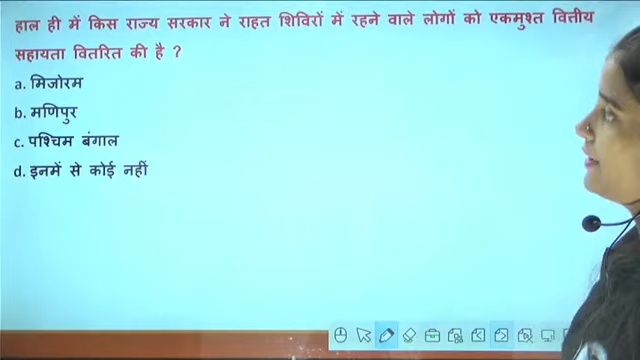 हाल ही में किस राज्य सरकार ने राहत शिविरों में रहने वाले लोगों को एकमुश्त वित्तीय
सहायता वितरित की है ?
a. मिजोरम
b. मणिपुर
c. पश्चिम बंगाल
d. इनमें से कोई नहीं